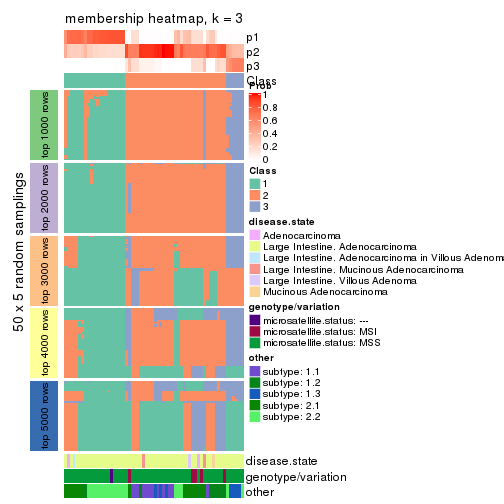 membership heatmap, k = 3
p1
p2
p3
Class
Prob
1
0.8
0.6
0.4
0.2
0
Class
1
2
3
disease.state
Adenocarcinoma
Large Intestine. Adenocarcinoma
Large Intestine. Adenocarcinoma in Villous Adenoma
Large Intestine. Mucinous Adenocarcinoma
Large Intestine. Villous Adenoma
Mucinous Adenocarcinoma
genotype/variation
microsatellite.status: ---
microsatellite.status: MSI
microsatellite.status: MSS
other
subtype: 1.1
subtype: 1.2
subtype: 1.3
subtype: 2.1
subtype: 2.2
50 x 5 random samplings
top 1000 rows
top 2000 rows
top 3000 rows
top 4000 rows
top 5000 rows
disease.state
genotype/variation
other